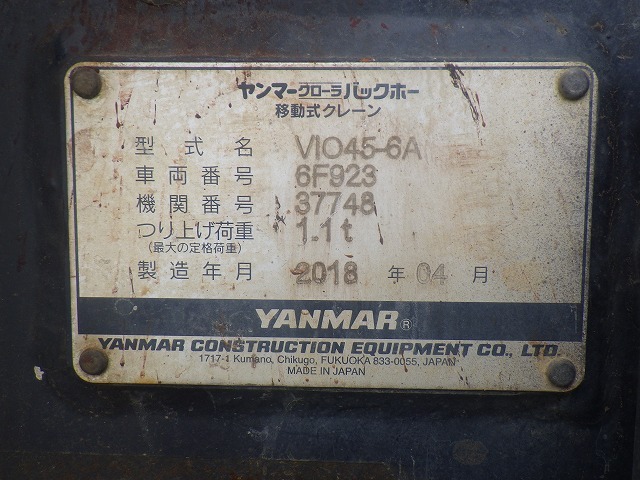 ヤンマークローラバックホー
移動式クレーン
型式名 VIO45-6A
車両番号 6F923
機関番号 37748
つり上げ荷重 1.1t
(最大の定格荷重)
製造年月 2018 年 04 月
YANMAR®
YANMAR CONSTRUCTION EQUIPMENT CO., LTD.
1717-1 Kumano, Chikugo, FUKUOKA 833-0055, JAPAN
MADE IN JAPAN